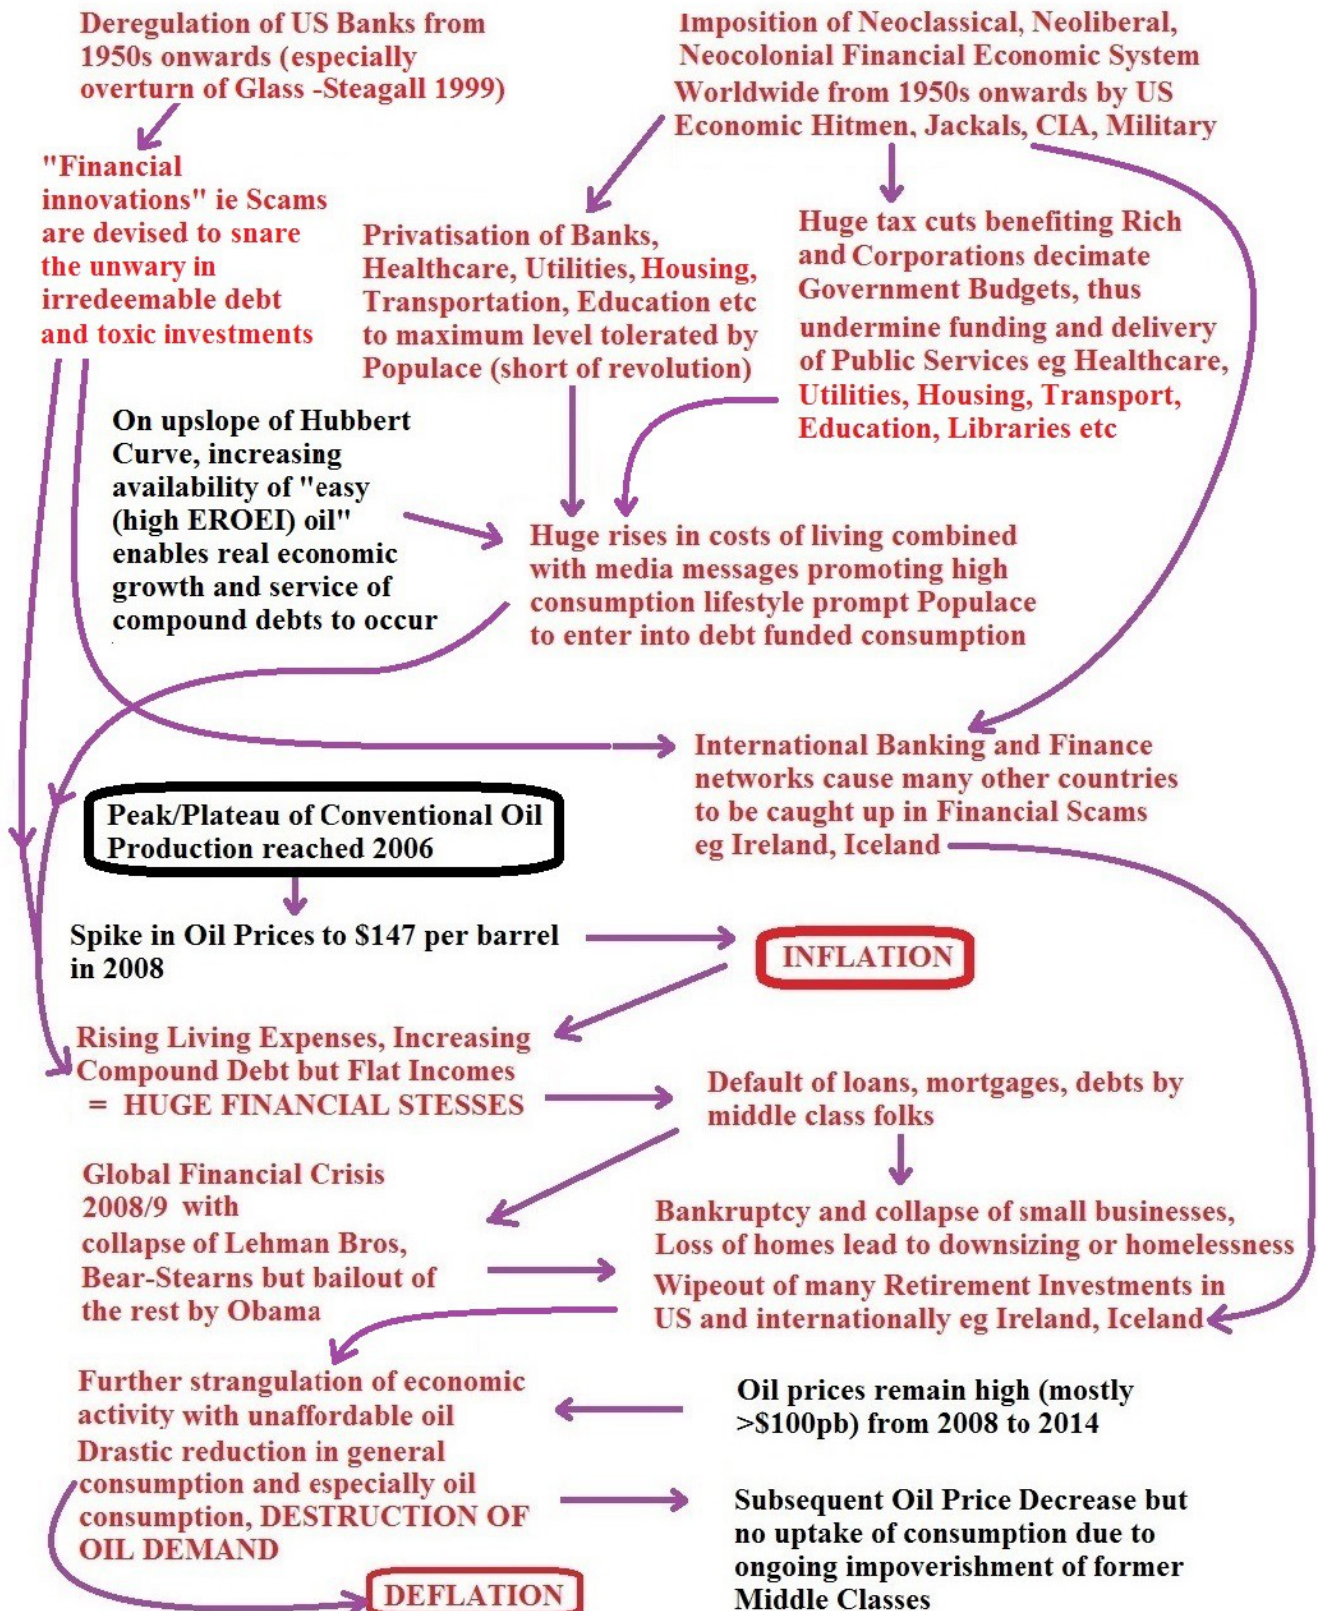 Deregulation of US Banks from
1950s onwards (especially
overturn of Glass -Steagall 1999)
Imposition of Neoclassical, Neoliberal,
Neocolonial Financial Economic System
Worldwide from 1950s onwards by US
Economic Hitmen, Jackals, CIA, Military
"Financial
innovations" ie Scams
are devised to snare
the unwary in
irredeemable debt
and toxic investments
Privatisation of Banks,
Healthcare, Utilities, Housing,
Transportation, Education etc
to maximum level tolerated by
Populace (short of revolution)
Huge tax cuts benefiting Rich
and Corporations decimate
Government Budgets, thus
undermine funding and delivery
of Public Services eg Healthcare,
Utilities, Housing, Transport,
Education, Libraries etc
On upslope of Hubbert
Curve, increasing
availability of "easy
(high EROEI) oil"
enables real economic
growth and service of
compound debts to occur
Huge rises in costs of living combined
with media messages promoting high
consumption lifestyle prompt Populace
to enter into debt funded consumption
International Banking and Finance
networks cause many other countries
to be caught up in Financial Scams
eg Ireland, Iceland
Peak/Plateau of Conventional Oil
Production reached 2006
Spike in Oil Prices to $147 per barrel
in 2008
INFLATION
Rising Living Expenses, Increasing
Compound Debt but Flat Incomes
= HUGE FINANCIAL STESSES
Default of loans, mortgages, debts by
middle class folks
Global Financial Crisis
2008/9 with
collapse of Lehman Bros,
Bear-Stearns but bailout of
the rest by Obama
Bankruptcy and collapse of small businesses,
Loss of homes lead to downsizing or homelessness
Wipeout of many Retirement Investments in
US and internationally eg Ireland, Iceland
Further strangulation of economic
activity with unaffordable oil
Drastic reduction in general
consumption and especially oil
consumption, DESTRUCTION OF
OIL DEMAND
Oil prices remain high (mostly
>$100pb) from 2008 to 2014
Subsequent Oil Price Decrease but
no uptake of consumption due to
ongoing impoverishment of former
Middle Classes
DEFLATION